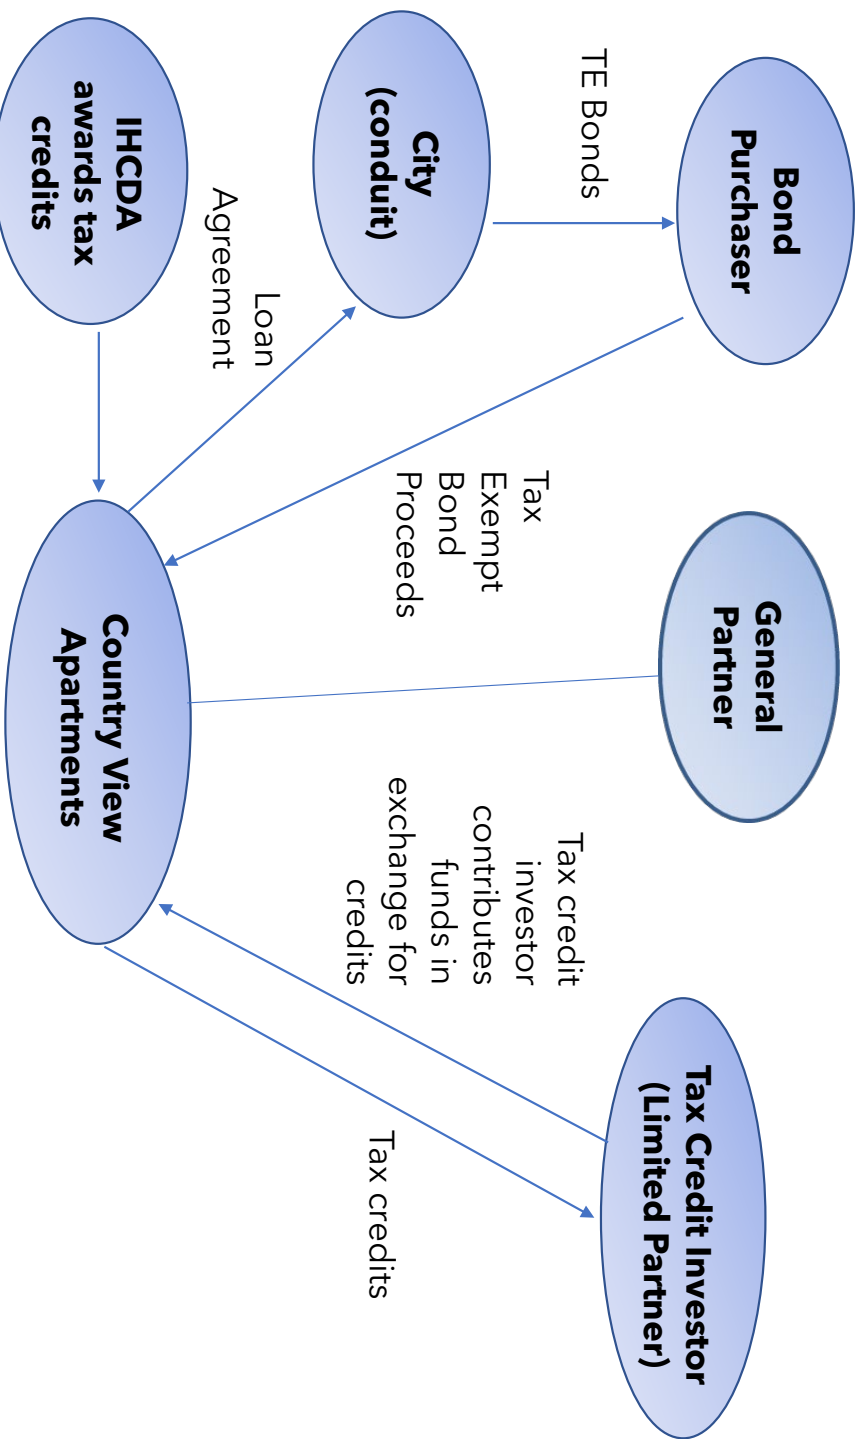 Bond
Purchaser
General
Partner
Tax Credit Investor
(Limited Partner)
TE Bonds
Tax
Exempt
Bond
Proceeds
Tax credit
investor
contributes
funds in
exchange for
credits
City
(conduit)
Tax credits
Loan
Agreement
IHCDA
awards tax
credits
Country View
Apartments